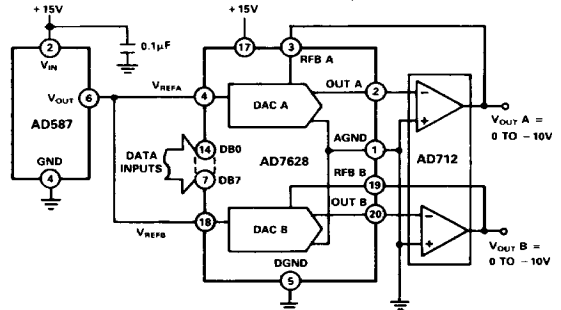 + 15V
+ 15V
2
VIN
0.1µF
17
3
RFB A
VOUT
6
VREFA
4
DAC A
OUT A
2
AD587
VOUT A =
0 TO – 10V
GND
4
DATA
INPUTS
14
DB0
7
DB7
AD7628
AGND
1
AD712
RFB B
19
OUT B
20
VREFB
18
DAC B
VOUT B =
0 TO – 10V
DGND
5
–
+
–
+